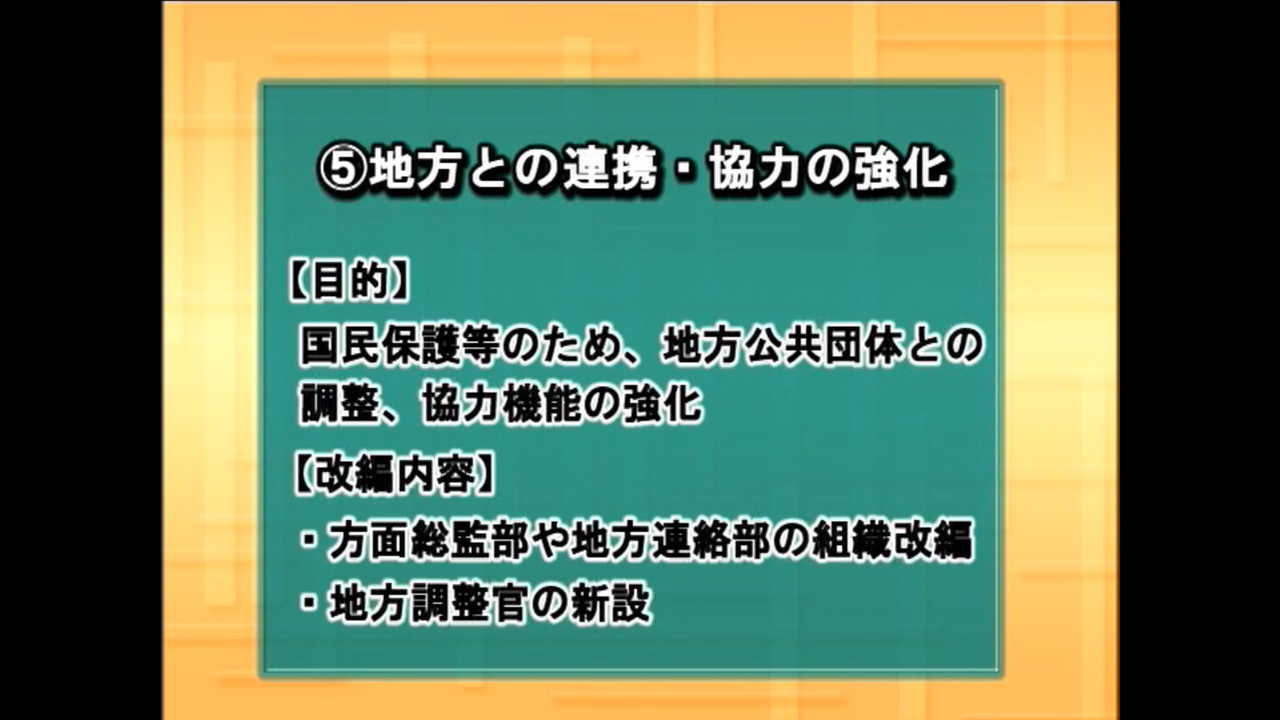 ⑤地方との連携・協力の強化
【目的】
国民保護等のため、地方公共団体との
調整、協力機能の強化
【改編内容】
・方面総監部や地方連絡部の組織改編
・地方調整官の新設